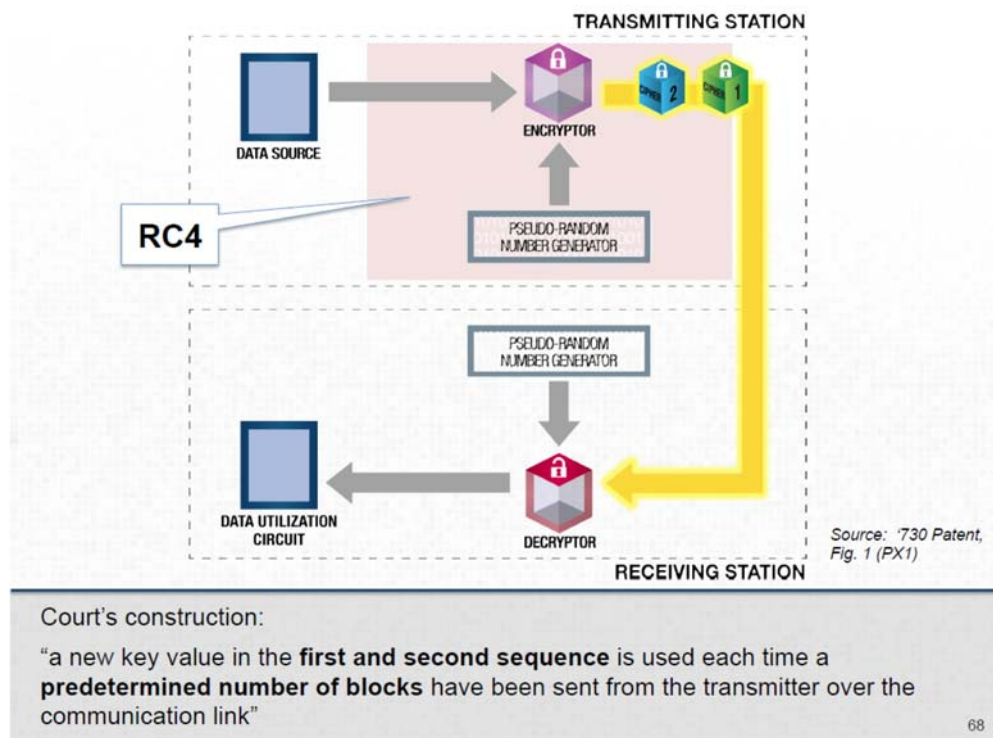 TRANSMITTING STATION
CIPHER 2
CIPHER 1
ENCRYPTOR
DATA SOURCE
RC4
PSEUDO-RANDOM
NUMBER GENERATOR
PSEUDO-RANDOM
NUMBER GENERATOR
DATA UTILIZATION
CIRCUIT
DECRYPTOR
Source: '730 Patent,
Fig. 1 (PX1)
RECEIVING STATION
Court's construction:
"a new key value in the first and second sequence is used each time a
predetermined number of blocks have been sent from the transmitter over the
communication link"
68